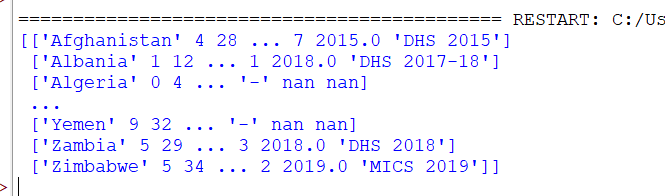 ================================================ RESTART: C:/Us
[['Afghanistan' 4 28 ... 7 2015.0 'DHS 2015']
['Albania' 1 12 ... 1 2018.0 'DHS 2017-18']
['Algeria' 0 4 ... '-' nan nan]
...
['Yemen' 9 32 ... '-' nan nan]
['Zambia' 5 29 ... 3 2018.0 'DHS 2018']
['Zimbabwe' 5 34 ... 2 2019.0 'MICS 2019']]
>